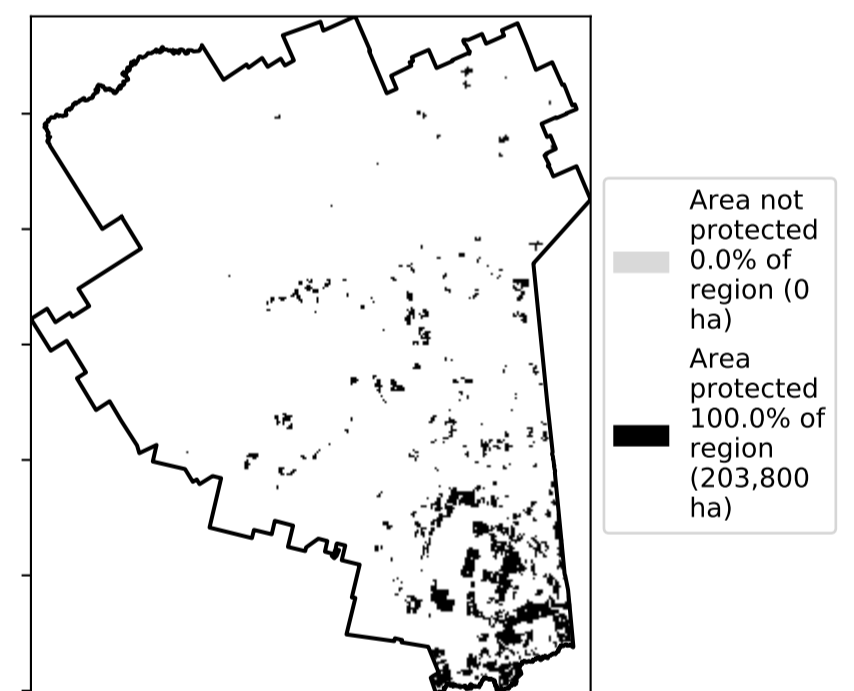 Area not
protected
0.0% of
region (0
ha)
Area
protected
100.0% of
region
(203,800
ha)